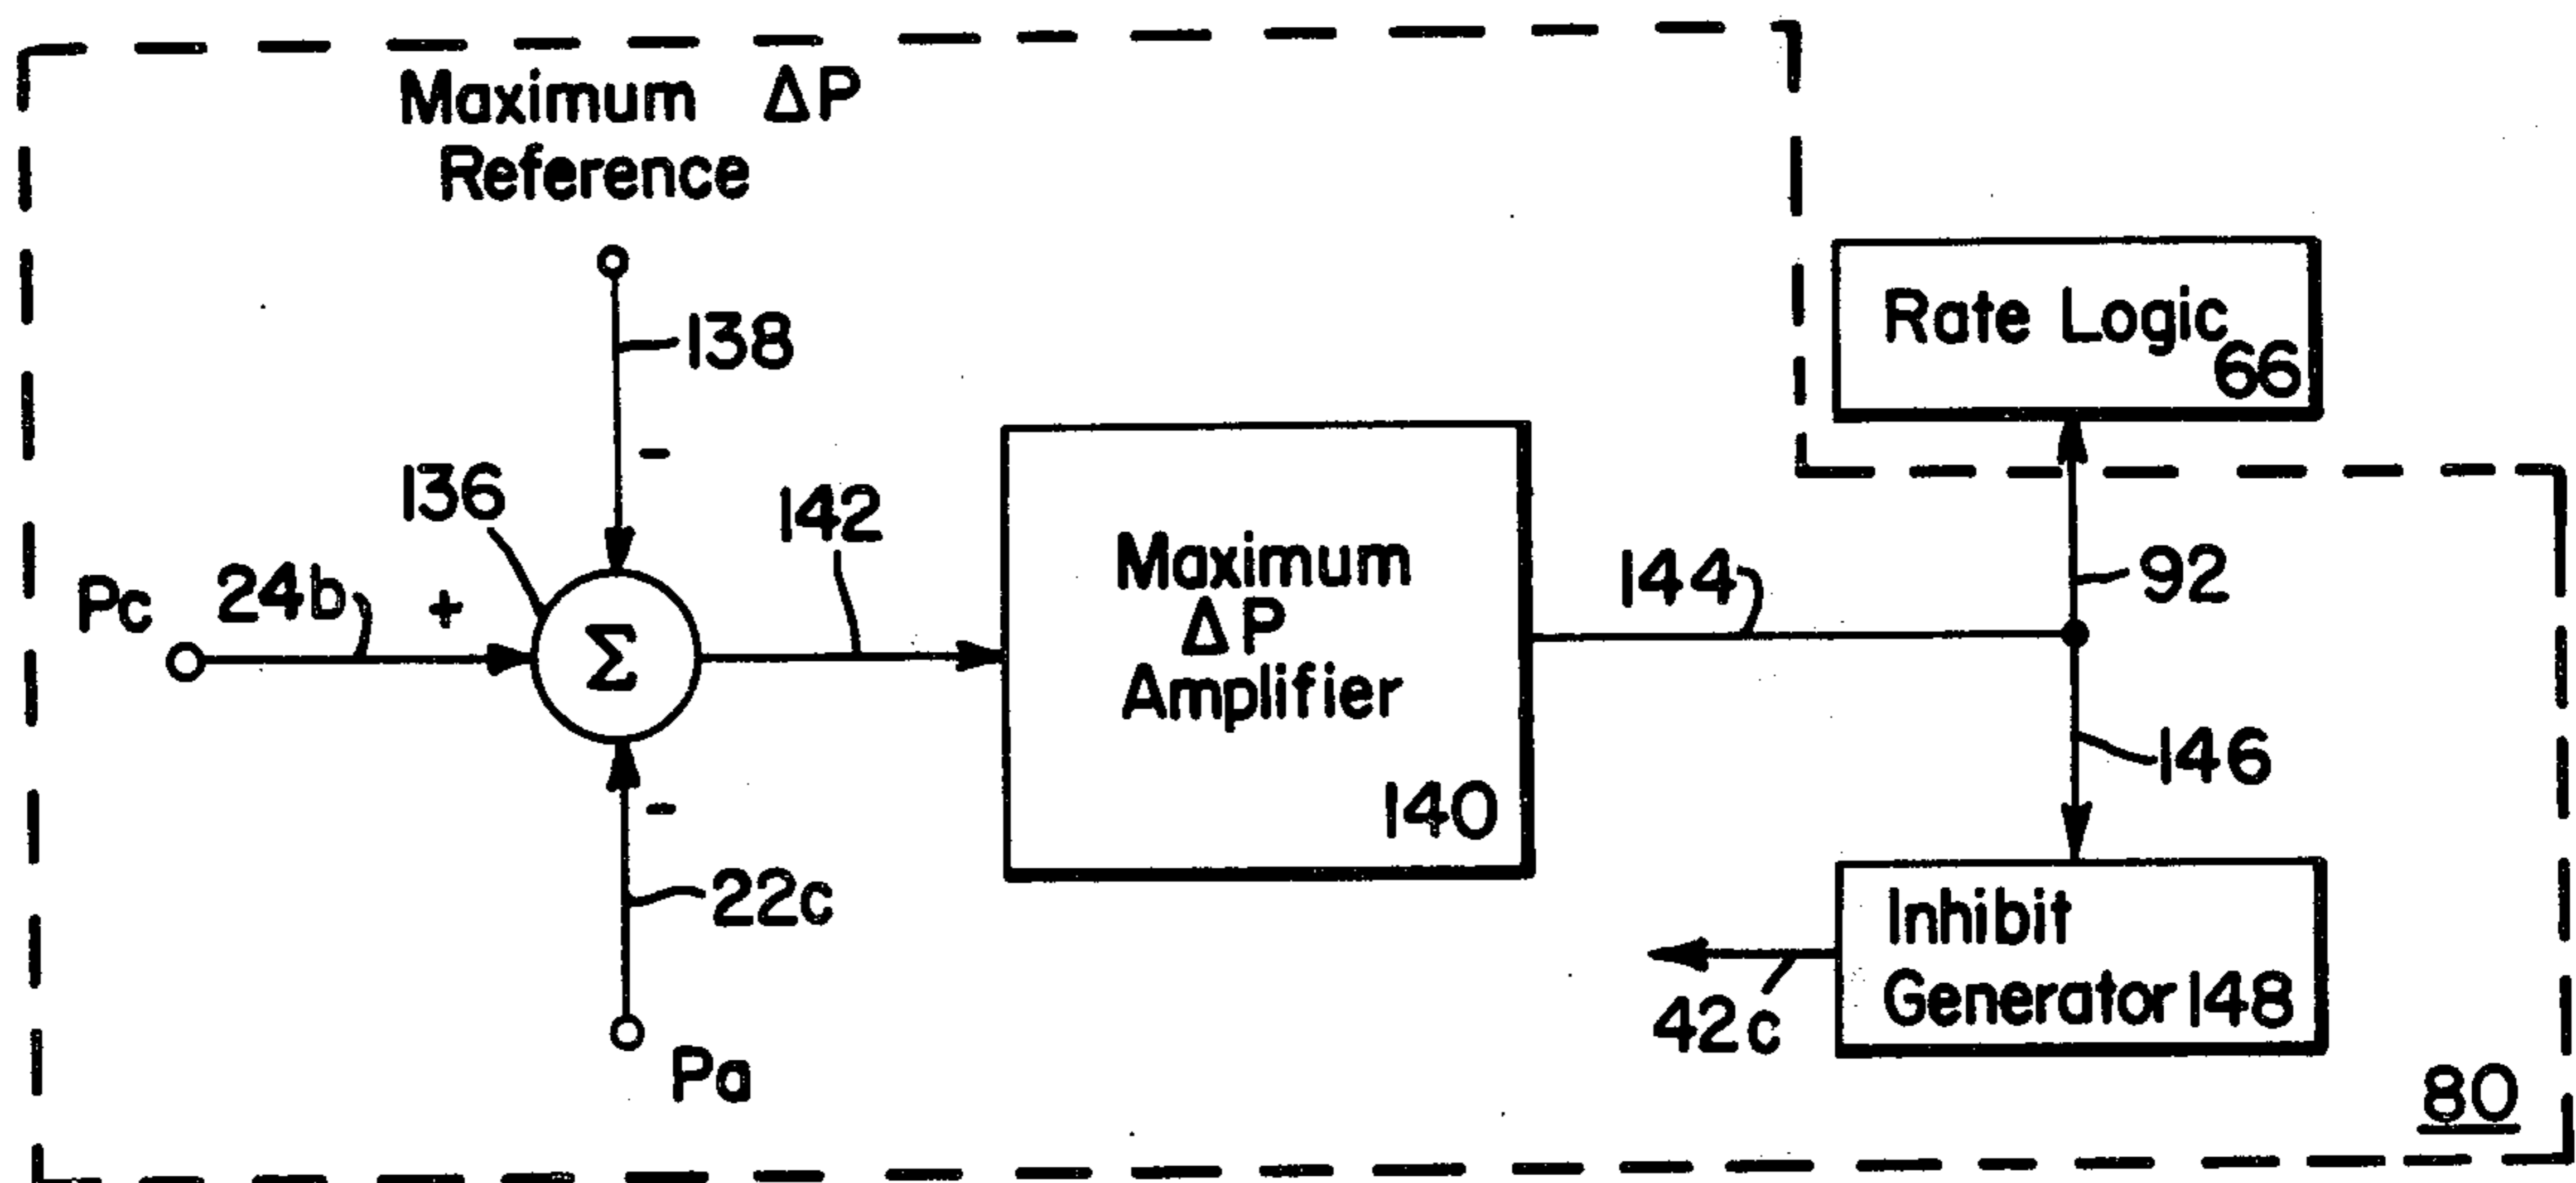 Maximum ΔP
Reference
138
-
Rate Logic
66
136
142
Pc
24b
+
Σ
Maximum
ΔP
Amplifier
140
144
92
146
-
22c
Pa
Inhibit
Generator 148
42c
80